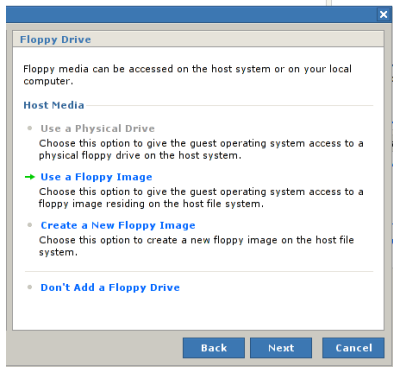 Floppy Drive
Floppy media can be accessed on the host system or on your local
computer.
Host Media
Use a Physical Drive
Choose this option to give the guest operating system access to a
physical floppy drive on the host system.
Use a Floppy Image
Choose this option to give the guest operating system access to a
floppy image residing on the host file system.
Create a New Floppy Image
Choose this option to create a new floppy image on the host file
system.
Don't Add a Floppy Drive
Back Next Cancel